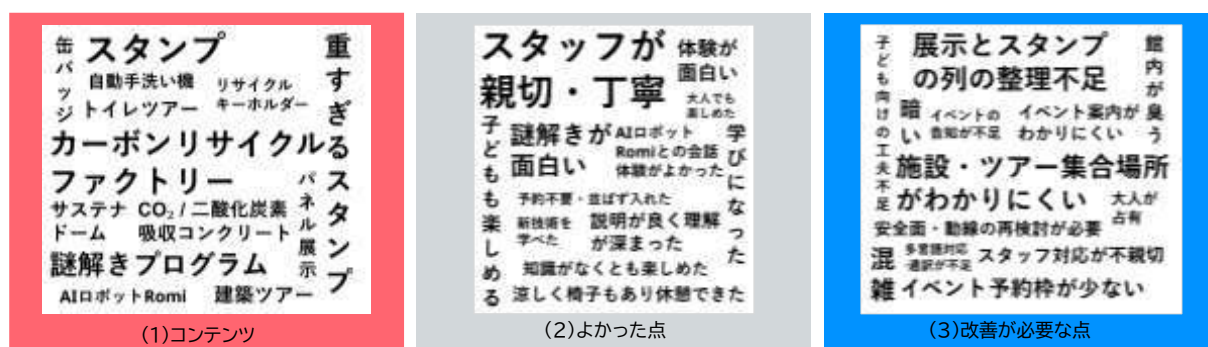 缶バッジ
スタンプ
重すぎるスタンプ
自動手洗い機
リサイクル
キーホルダー
トイレツアー
カーボンリサイクル
ファクトリー
パネル展示
サステナ
ドーム
CO₂/二酸化炭素
吸収コンクリート
謎解きプログラム
AIロボットRomi
建築ツアー
(1)コンテンツ
スタッフが
親切・丁寧
体験が
面白い
大人でも
楽しめた
子どもも楽しめる
謎解きが
面白い
AIロボット
Romiとの会話
体験がよかった
学びになった
予約不要・並ばず入れた
新技術を
学べた
説明が良く理解
が深まった
知識がなくとも楽しめた
涼しく椅子もあり休憩できた
(2)よかった点
子ども向けの工夫不足
展示とスタンプ
の列の整理不足
館内が臭う
暗い
イベントの
告知が不足
イベント案内が
わかりにくい
施設・ツアー集合場所
がわかりにくい
大人が
占有
安全面・動線の再検討が必要
混雑
多言語対応
・通訳が不足
スタッフ対応が不親切
イベント予約枠が少ない
(3)改善が必要な点